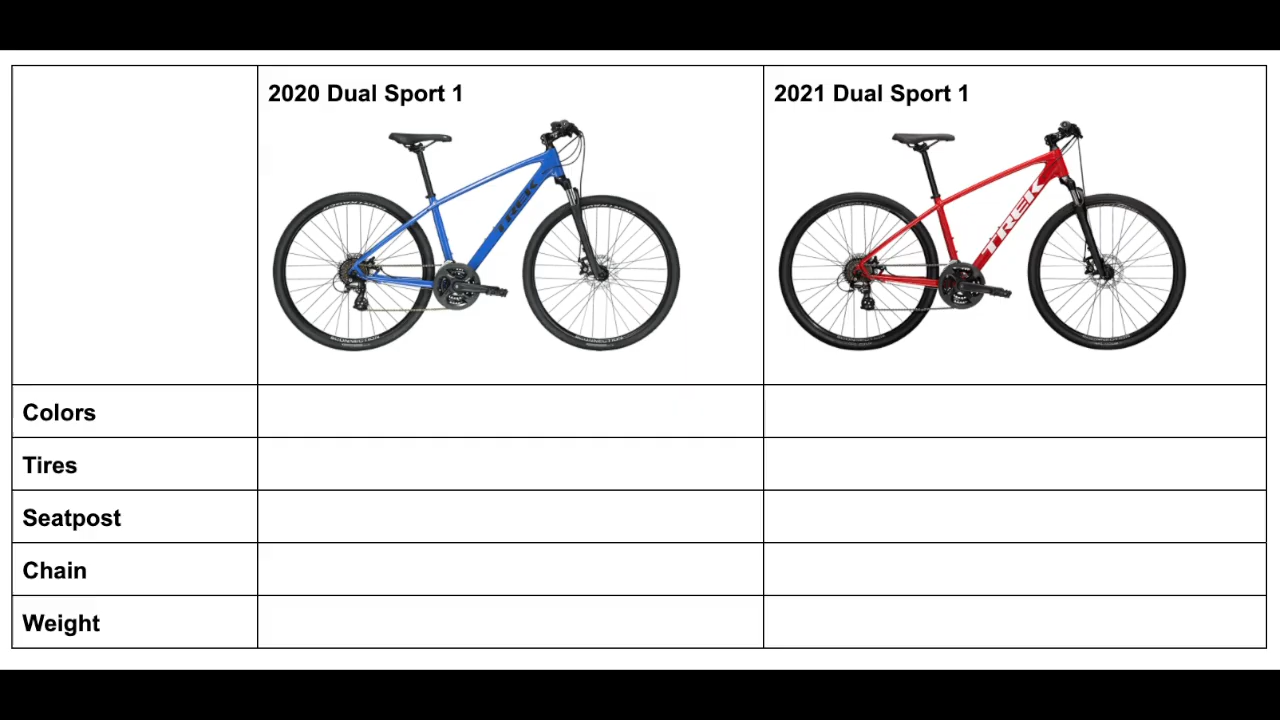 2020 Dual Sport 1
2021 Dual Sport 1
TREK
TREK
Colors
Tires
Seatpost
Chain
Weight